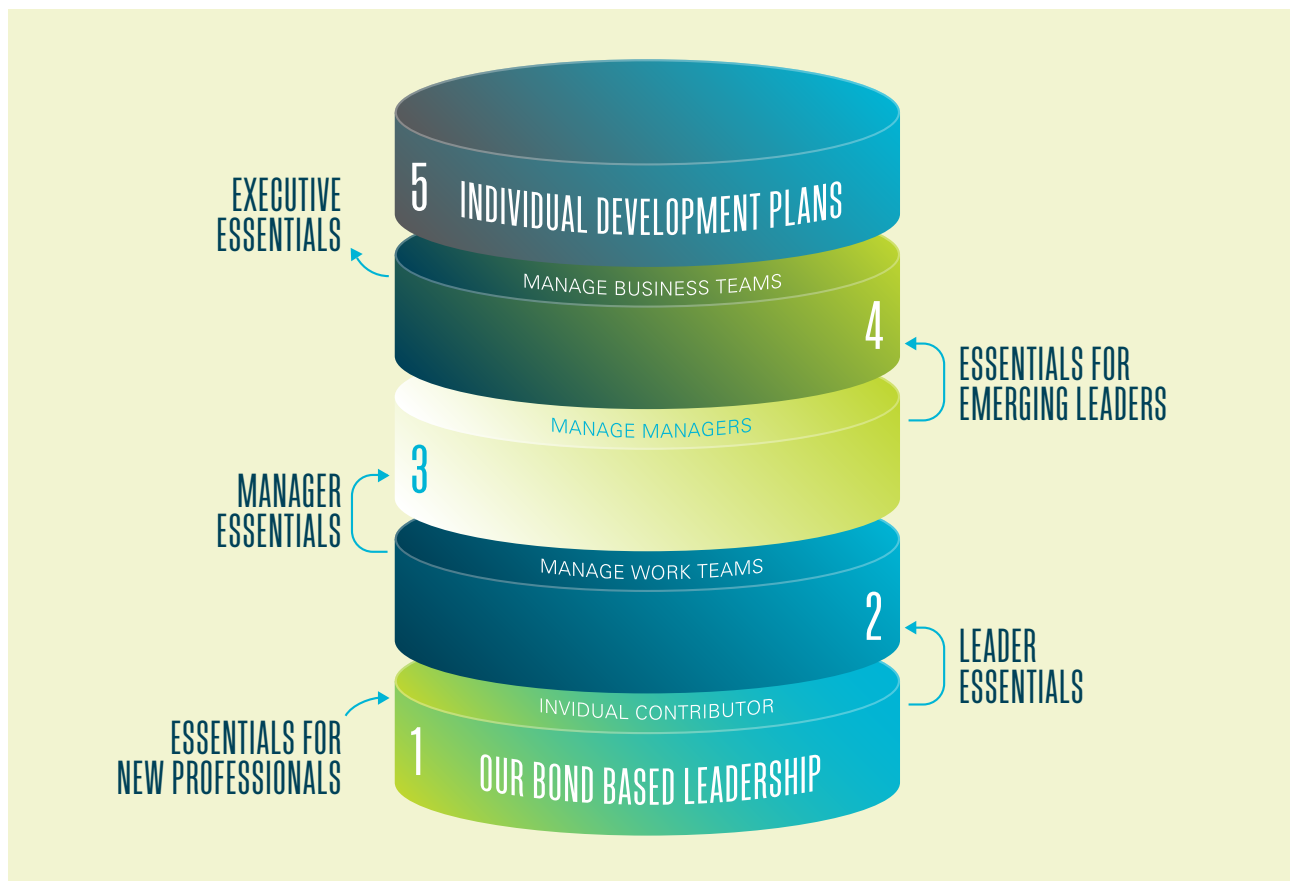 5
INDIVIDUAL DEVELOPMENT PLANS
EXECUTIVE
ESSENTIALS
MANAGE BUSINESS TEAMS
4
ESSENTIALS FOR
EMERGING LEADERS
MANAGE MANAGERS
3
MANAGER
ESSENTIALS
MANAGE WORK TEAMS
2
LEADER
ESSENTIALS
INVIDUAL CONTRIBUTOR
1
OUR BOND BASED LEADERSHIP
ESSENTIALS FOR
NEW PROFESSIONALS